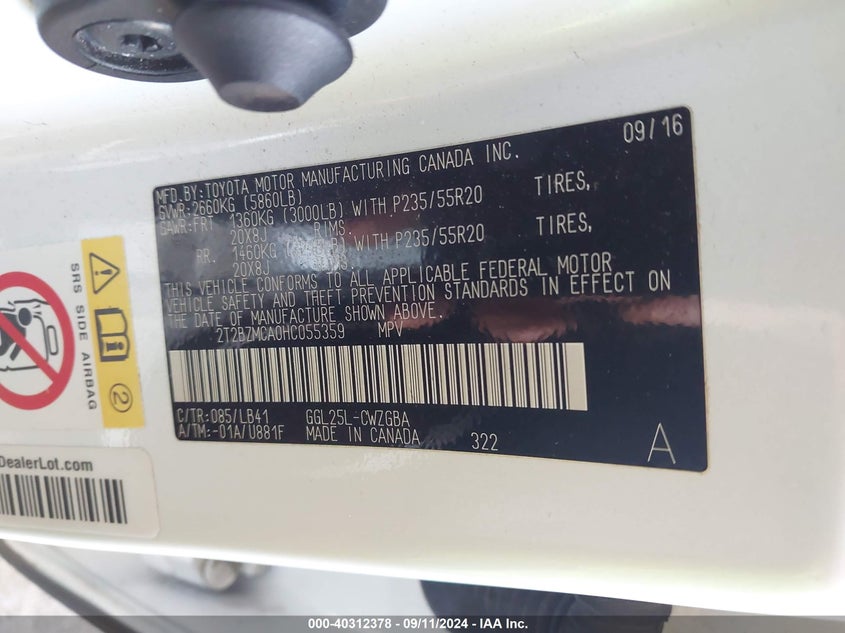 09/16
MFD.BY:TOYOTA MOTOR MANUFACTURING CANADA INC.
GVWR:2660KG (5860LB)
GAWR:FRT 1360KG (3000LB) WITH P235/55R20 TIRES,
20X8J RIMS.
RR. 1460KG WITH P235/55R20 TIRES,
20X8J
THIS VEHICLE CONFORMS TO ALL APPLICABLE FEDERAL MOTOR
VEHICLE SAFETY AND THEFT PREVENTION STANDARDS IN EFFECT ON
THE DATE OF MANUFACTURE SHOWN ABOVE.
2T2BZMCA0HC055359 MPV
C/TR:085/LB41 GGL25L-CWZGBA
A/TM:-01A/U881F MADE IN CANADA 322
A
SRS SIDE AIRBAG
2
DealerLot.com
000-40312378 - 09/11/2024 - IAAI.com